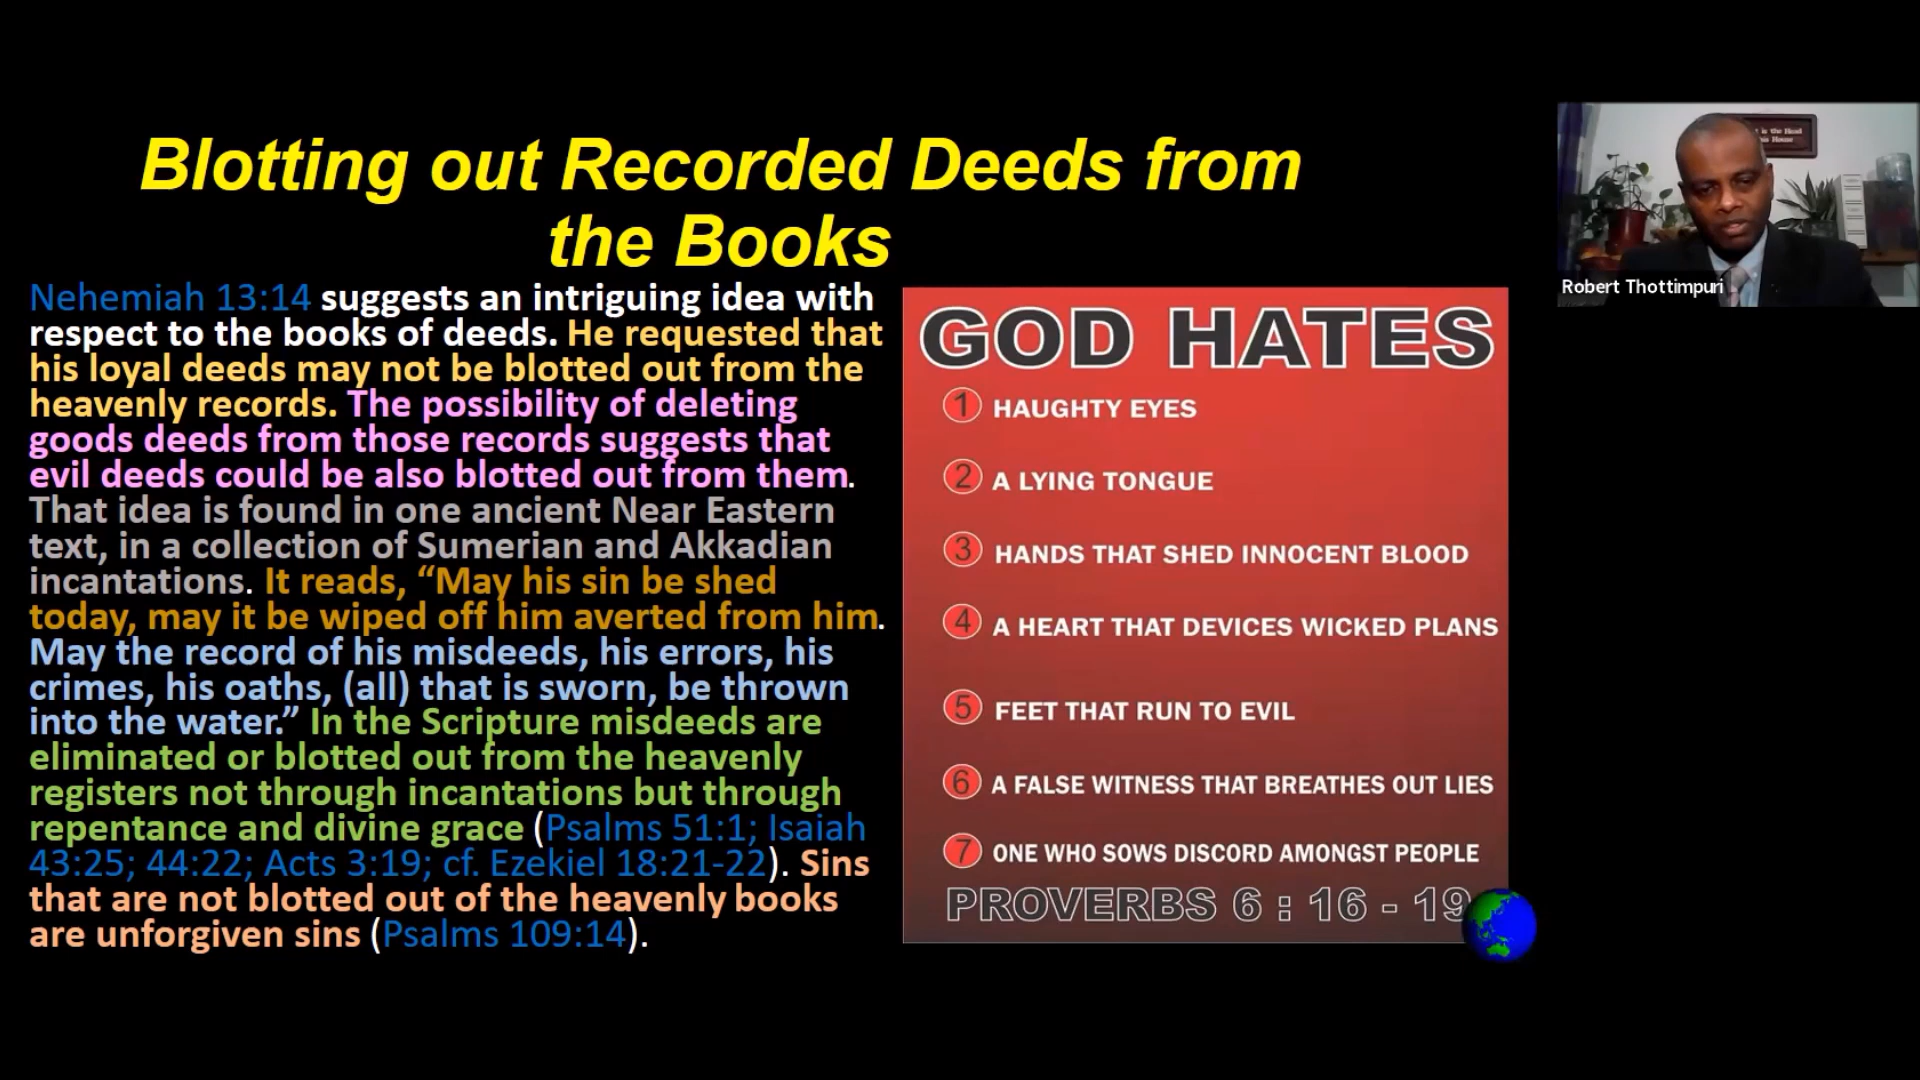 Blotting out Recorded Deeds from
the Books
Nehemiah 13:14 suggests an intriguing idea with
respect to the books of deeds. He requested that
his loyal deeds may not be blotted out from the
heavenly records. The possibility of deleting
goods deeds from those records suggests that
evil deeds could be also blotted out from them.
That idea is found in one ancient Near Eastern
text, in a collection of Sumerian and Akkadian
incantations. It reads, “May his sin be shed
today, may it be wiped off him averted from him.
May the record of his misdeeds, his errors, his
crimes, his oaths, (all) that is sworn, be thrown
into the water.” In the Scripture misdeeds are
eliminated or blotted out from the heavenly
registers not through incantations but through
repentance and divine grace (Psalms 51:1; Isaiah
43:25; 44:22; Acts 3:19; cf. Ezekiel 18:21-22). Sins
that are not blotted out of the heavenly books
are unforgiven sins (Psalms 109:14).
GOD HATES
1 HAUGHTY EYES
2 A LYING TONGUE
3 HANDS THAT SHED INNOCENT BLOOD
4 A HEART THAT DEVICES WICKED PLANS
5 FEET THAT RUN TO EVIL
6 A FALSE WITNESS THAT BREATHES OUT LIES
7 ONE WHO SOWS DISCORD AMONGST PEOPLE
PROVERBS 6 : 16 - 19
is the Head
House
Robert Thottimpuri